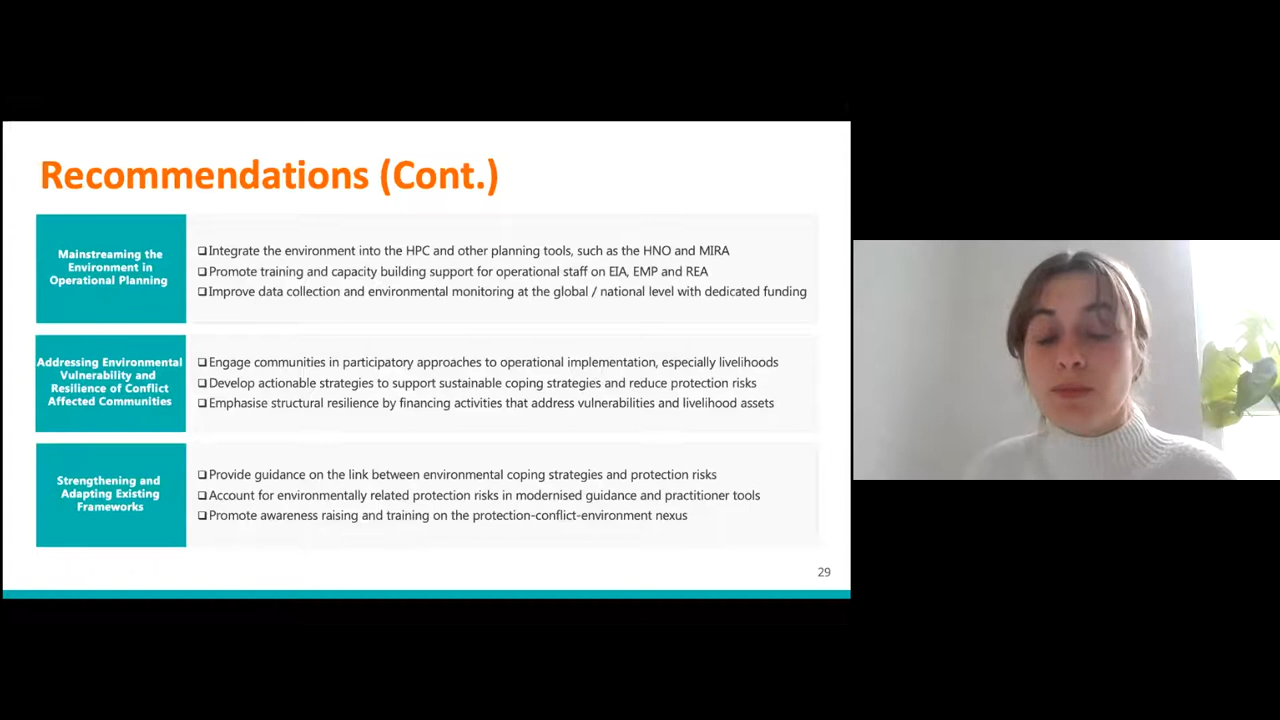 Recommendations (Cont.)
Mainstreaming the
Environment in
Operational Planning
❑Integrate the environment into the HPC and other planning tools, such as the HNO and MIRA
❑Promote training and capacity building support for operational staff on EIA, EMP and REA
❑Improve data collection and environmental monitoring at the global / national level with dedicated funding
Addressing Environmental
Vulnerability and
Resilience of Conflict
Affected Communities
❑Engage communities in participatory approaches to operational implementation, especially livelihoods
❑Develop actionable strategies to support sustainable coping strategies and reduce protection risks
❑Emphasise structural resilience by financing activities that address vulnerabilities and livelihood assets
Strengthening and
Adapting Existing
Frameworks
❑Provide guidance on the link between environmental coping strategies and protection risks
❑Account for environmentally related protection risks in modernised guidance and practitioner tools
❑Promote awareness raising and training on the protection-conflict-environment nexus
29